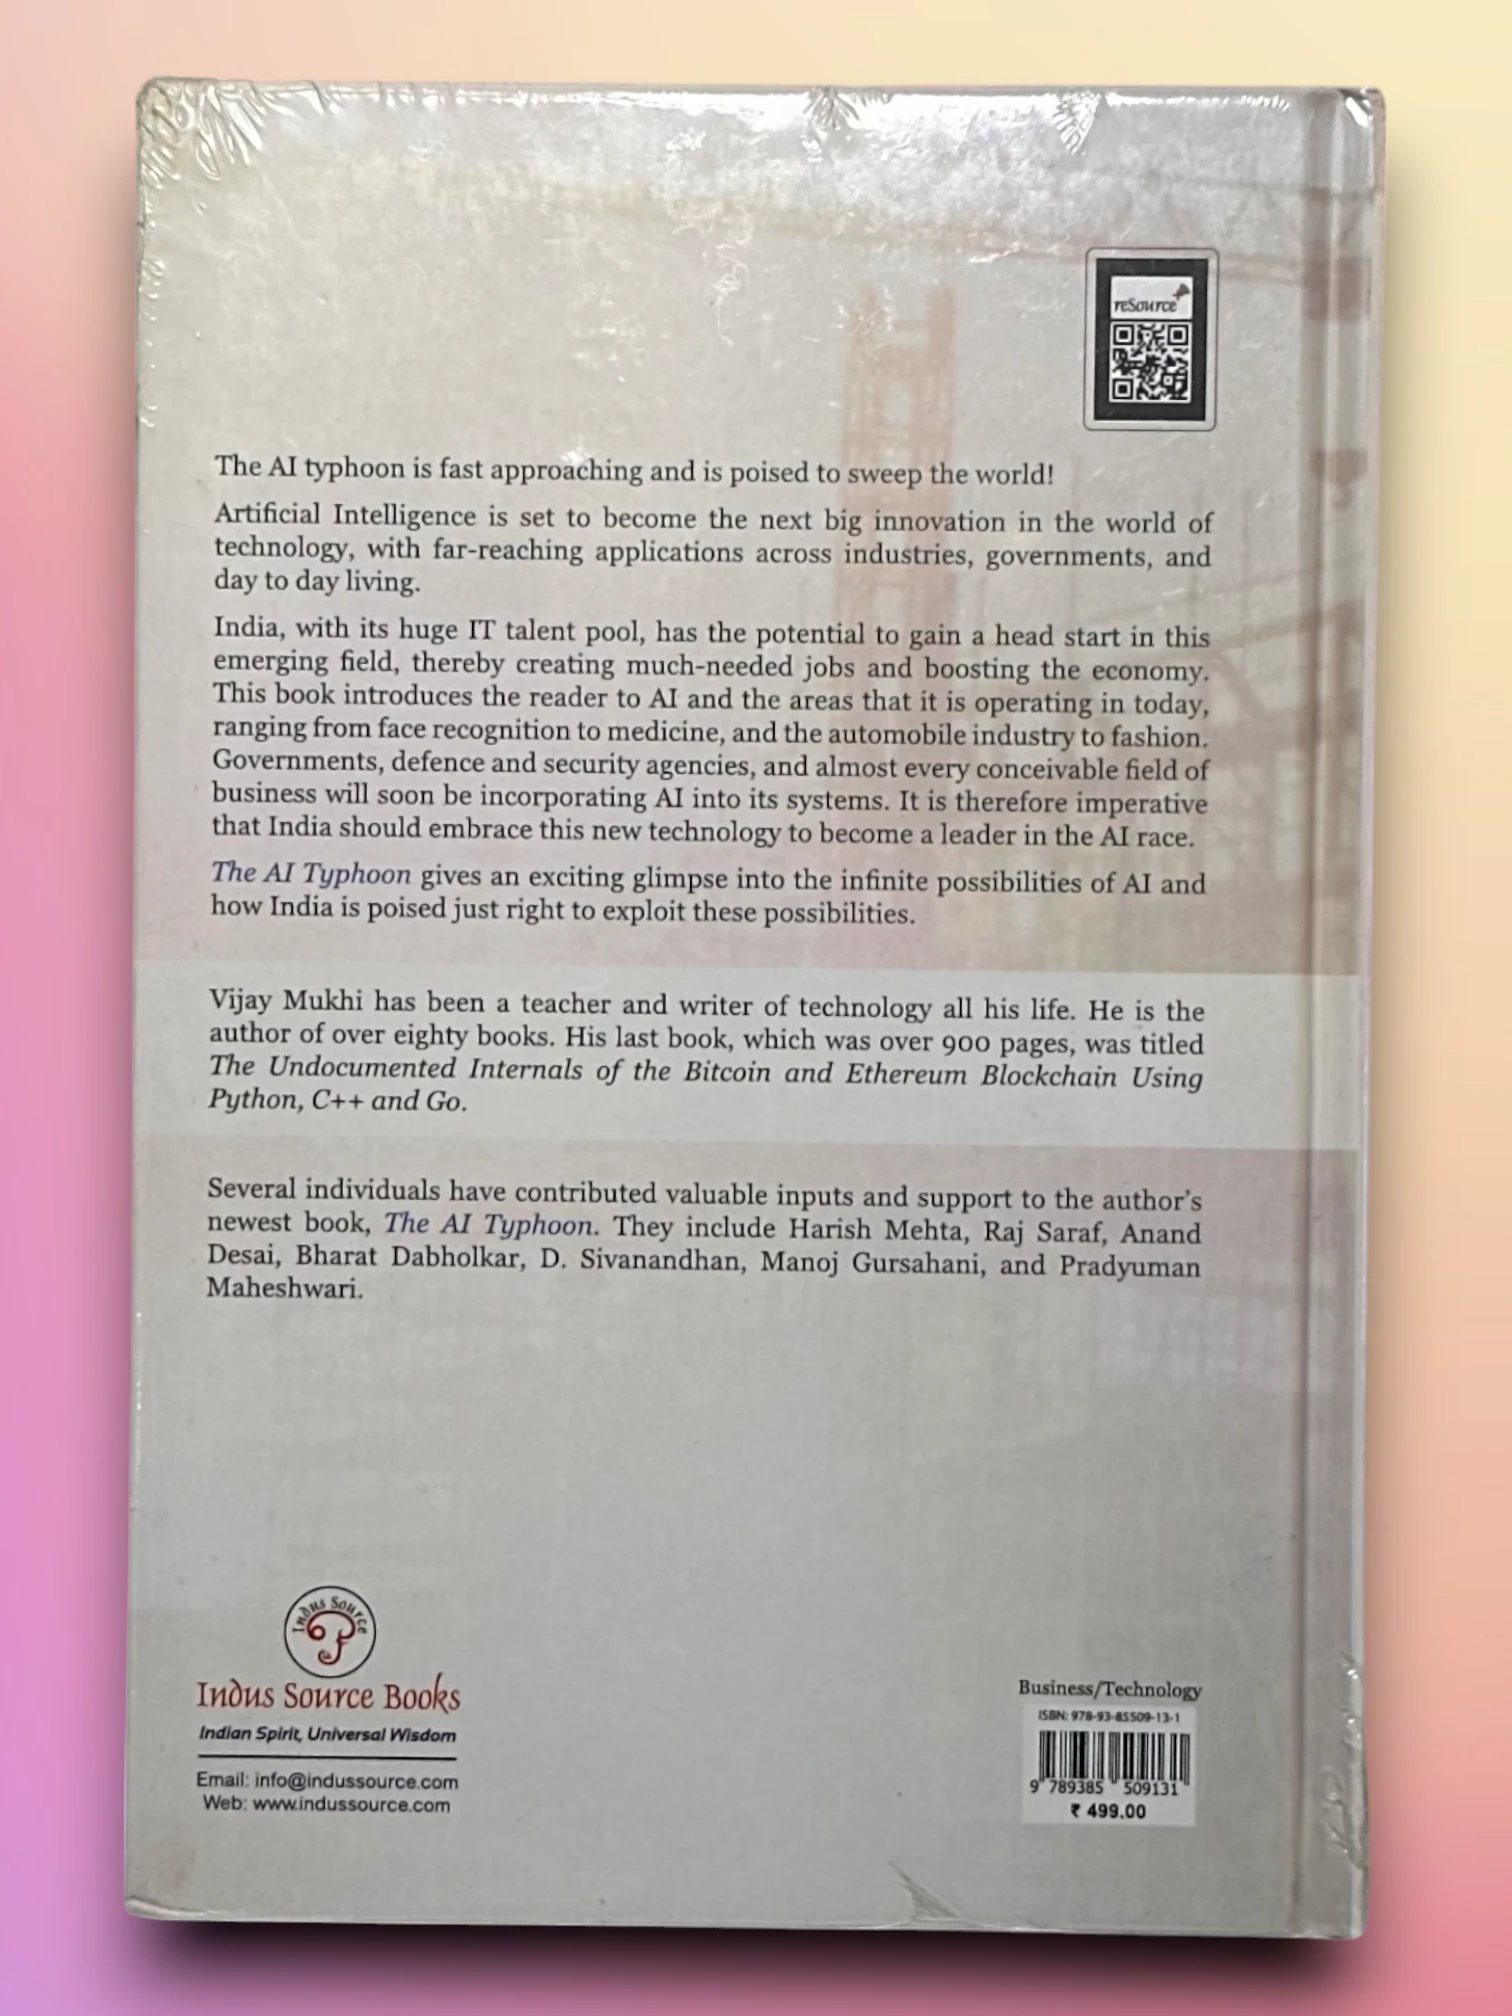 reSource
The AI typhoon is fast approaching and is poised to sweep the world!
Artificial Intelligence is set to become the next big innovation in the world of
technology, with far-reaching applications across industries, governments, and
day to day living.
India, with its huge IT talent pool, has the potential to gain a head start in this
emerging field, thereby creating much-needed jobs and boosting the economy.
This book introduces the reader to AI and the areas that it is operating in today,
ranging from face recognition to medicine, and the automobile industry to fashion.
Governments, defence and security agencies, and almost every conceivable field of
business will soon be incorporating AI into its systems. It is therefore imperative
that India should embrace this new technology to become a leader in the AI race.
The AI Typhoon gives an exciting glimpse into the infinite possibilities of AI and
how India is poised just right to exploit these possibilities.
Vijay Mukhi has been a teacher and writer of technology all his life. He is the
author of over eighty books. His last book, which was over 900 pages, was titled
The Undocumented Internals of the Bitcoin and Ethereum Blockchain Using
Python, C++ and Go.
Several individuals have contributed valuable inputs and support to the author's
newest book, The AI Typhoon. They include Harish Mehta, Raj Saraf, Anand
Desai, Bharat Dabholkar, D. Sivanandhan, Manoj Gursahani, and Pradyuman
Maheshwari.
Indus Source
Indus Source Books
Indian Spirit, Universal Wisdom
Email: info@indussource.com
Web: www.indussource.com
Business/Technology
ISBN: 978-93-85509-13-1
9 789385 509131
₹ 499.00